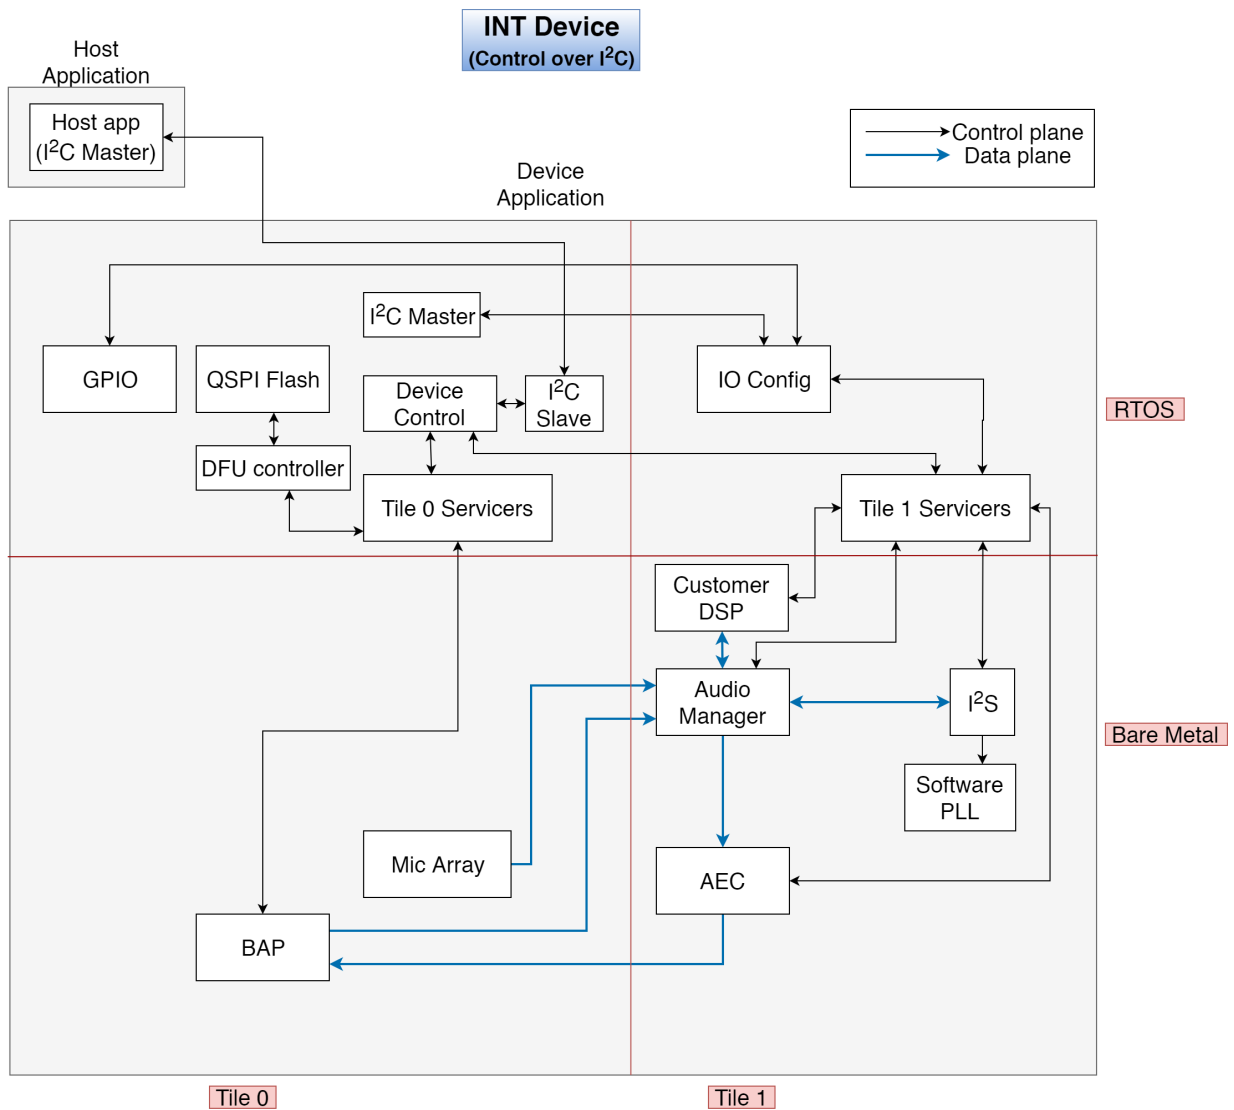 INT Device
(Control over I²C)
Host
Application
Host app
(I²C Master)
Control plane
Data plane
Device
Application
I²C Master
GPIO
QSPI Flash
Device
Control
I²C
Slave
IO Config
RTOS
DFU controller
Tile 0 Servicers
Tile 1 Servicers
Customer
DSP
Audio
Manager
I²S
Bare Metal
Software
PLL
Mic Array
AEC
BAP
Tile 0
Tile 1